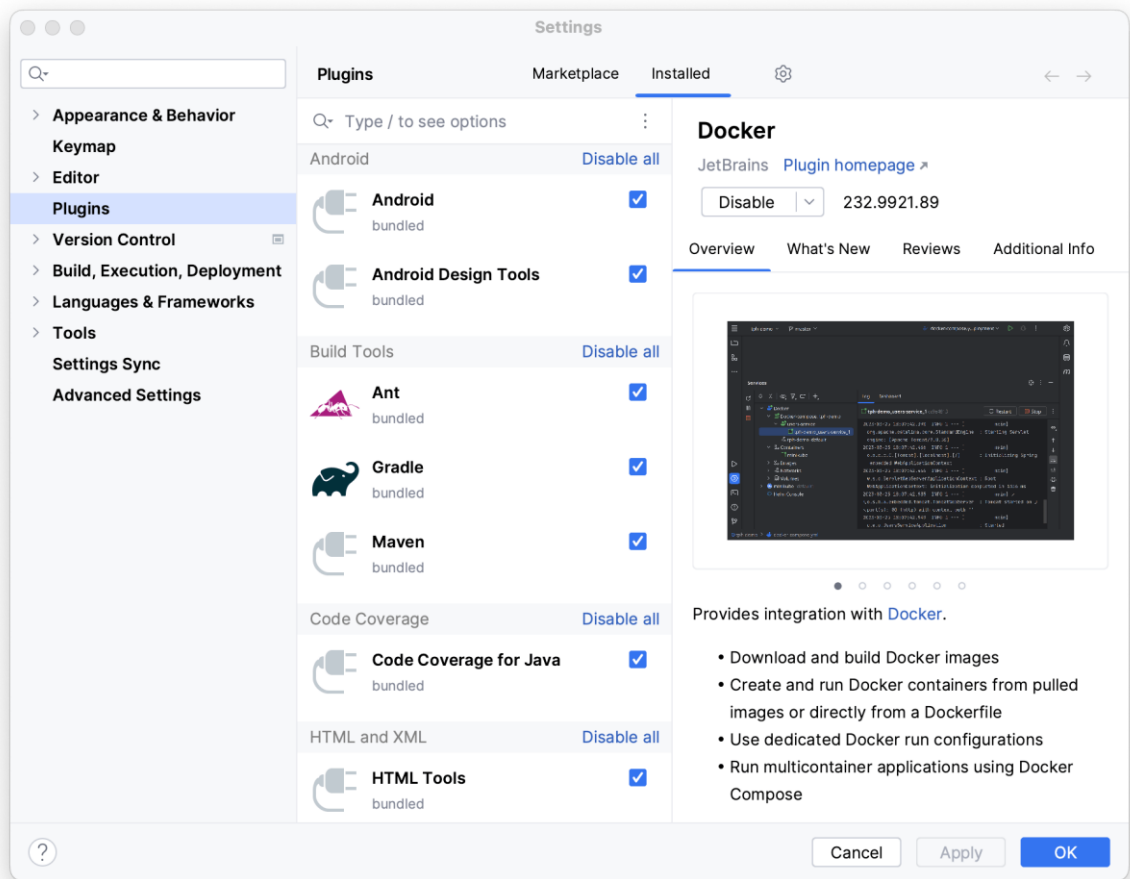 Settings
Appearance & Behavior
Keymap
Editor
Plugins
Version Control
Build, Execution, Deployment
Languages & Frameworks
Tools
Settings Sync
Advanced Settings
Plugins
Marketplace
Installed
Type / to see options
Android
Disable all
Android
bundled
Android Design Tools
bundled
Build Tools
Disable all
Ant
bundled
Gradle
bundled
Maven
bundled
Code Coverage
Disable all
Code Coverage for Java
bundled
HTML and XML
Disable all
HTML Tools
bundled
Docker
JetBrains Plugin homepage ↗
Disable
232.9921.89
Overview
What's New
Reviews
Additional Info
Services
Docker
Provides integration with Docker.
• Download and build Docker images
• Create and run Docker containers from pulled
images or directly from a Dockerfile
• Use dedicated Docker run configurations
• Run multicontainer applications using Docker
Compose
?
Cancel
Apply
OK